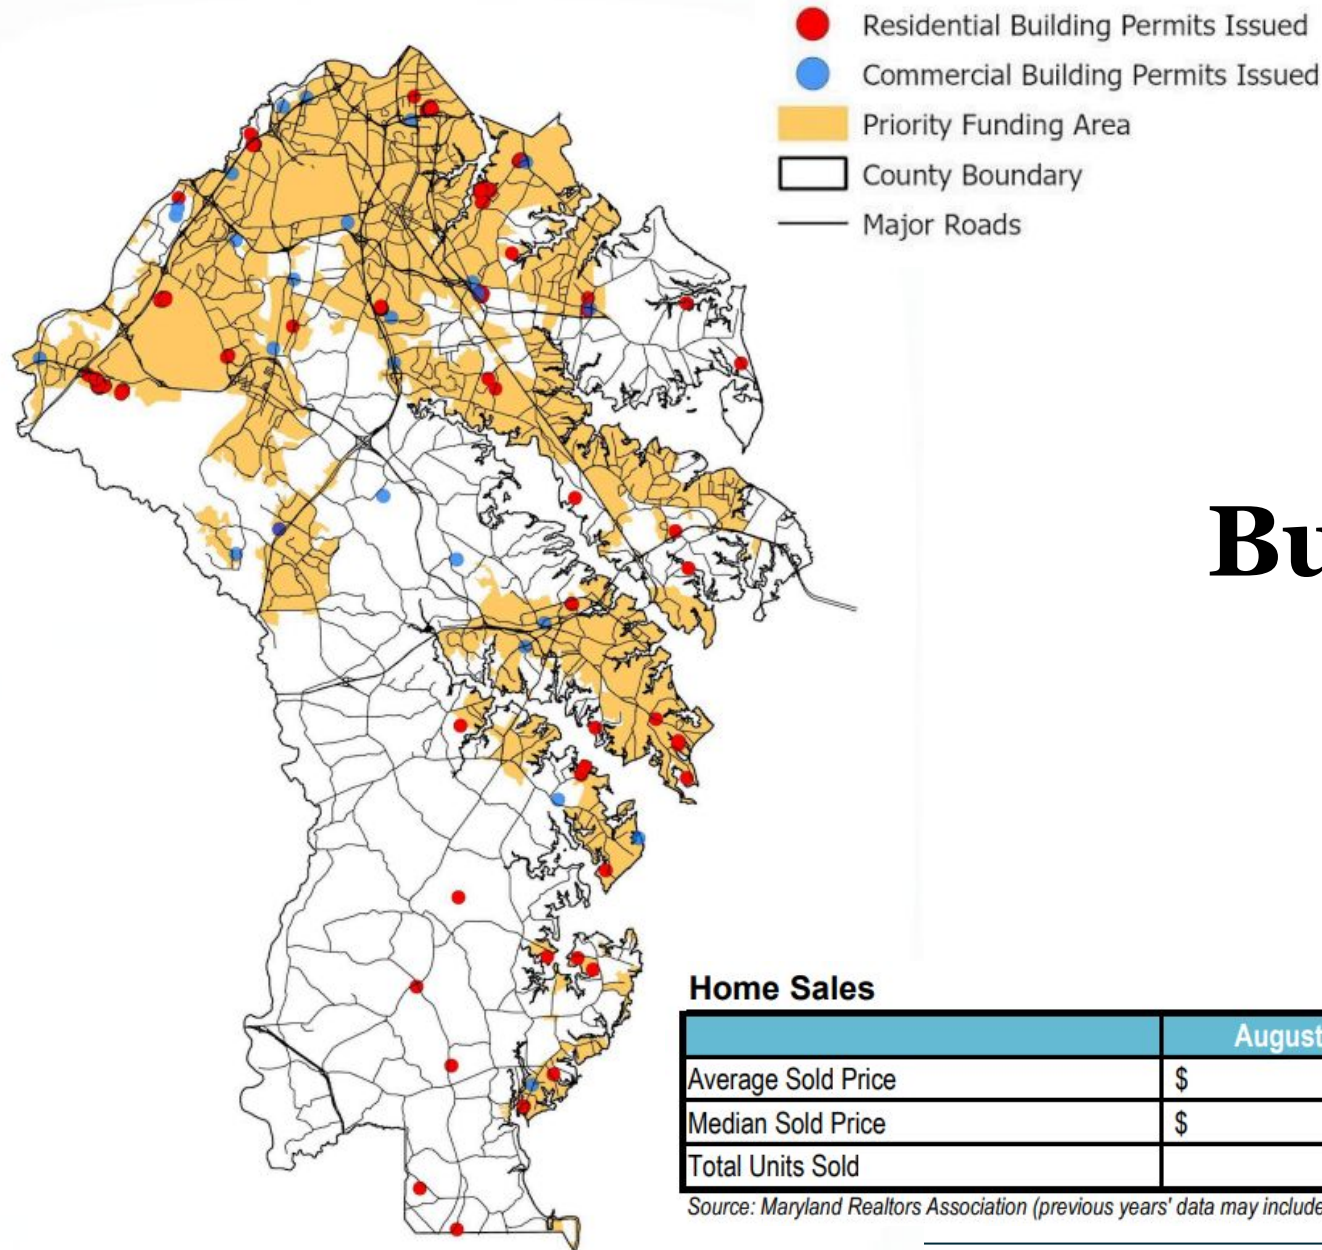 Residential Building Permits Issued
Commercial Building Permits Issued
Priority Funding Area
County Boundary
Major Roads
Bu
Home Sales
August
Average Sold Price $
Median Sold Price $
Total Units Sold
Source: Maryland Realtors Association (previous years' data may include